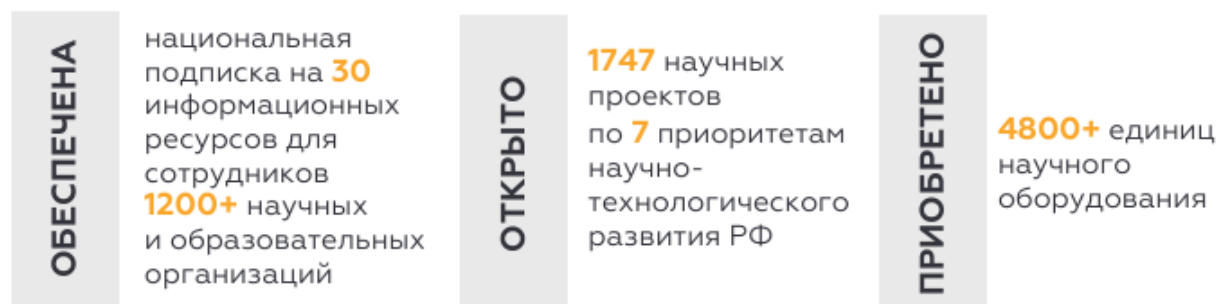 ОБЕСПЕЧЕНА
национальная
подписка на 30
информационных
ресурсов для
сотрудников
1200+ научных
и образовательных
организаций
ОТКРЫТО
1747 научных
проектов
по 7 приоритетам
научно-
технологического
развития РФ
ПРИОБРЕТЕНО
4800+ единиц
научного
оборудования